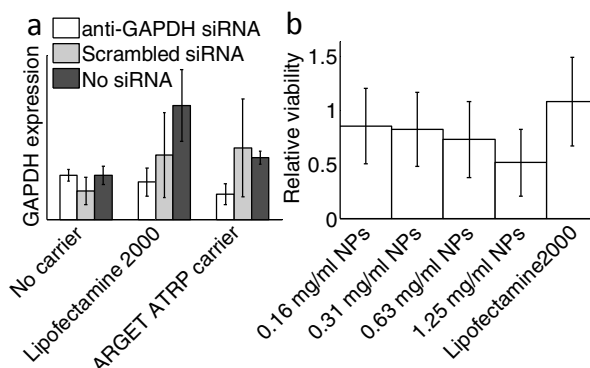 a
anti-GAPDH siRNA
Scrambled siRNA
No siRNA
GAPDH expression
No carrier
Lipofectamine 2000
ARGET ATRP carrier
b
Relative viability
1.5
1
0.5
0
0.16 mg/ml NPs
0.31 mg/ml NPs
0.63 mg/ml NPs
1.25 mg/ml NPs
Lipofectamine2000